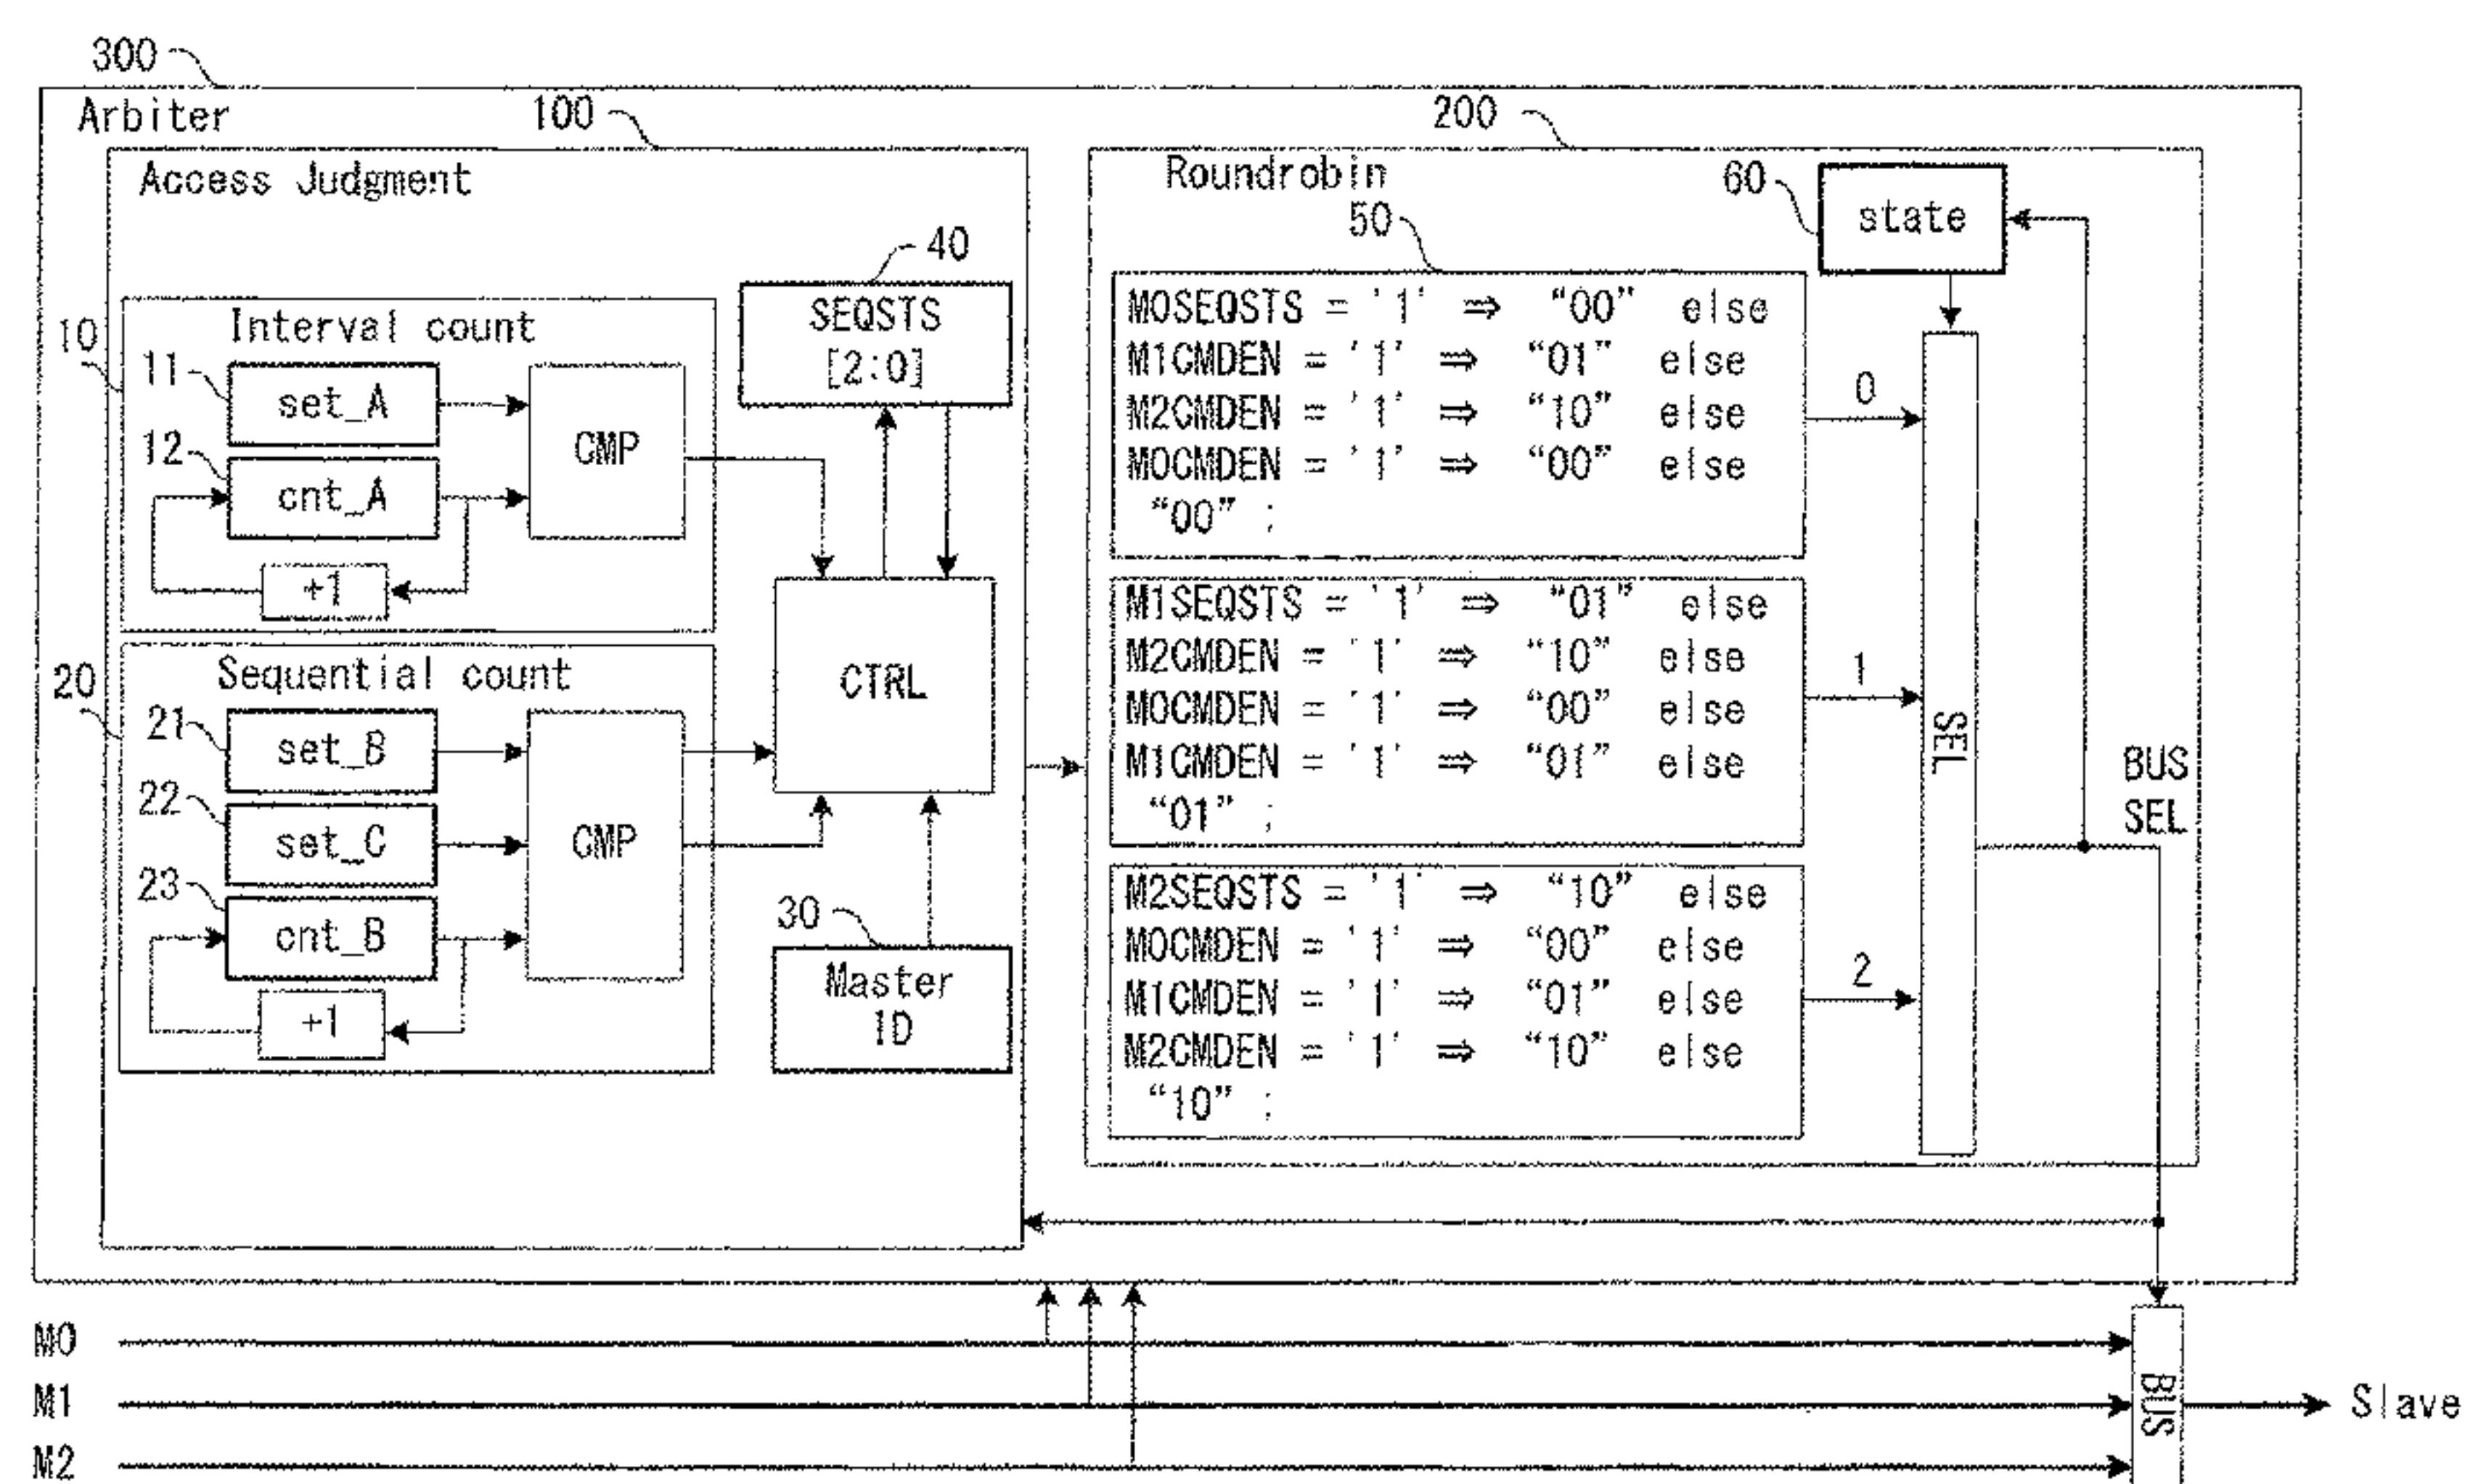 300
Arbiter
100
200
Access Judgment
Roundrobin
60
state
50
40
SEQSTS
[2:0]
10
Interval count
11
set_A
12
cnt_A
CMP
+1
M0SEQSTS = '1' ⇒ "00" else
M1CMDEN = '1' ⇒ "01" else
M2CMDEN = '1' ⇒ "10" else
M0CMDEN = '1' ⇒ "00" else
"00" ;
0
20
Sequential count
21
set_B
22
set_C
23
cnt_B
CMP
+1
CTRL
30
Master
ID
M1SEQSTS = '1' ⇒ "01" else
M2CMDEN = '1' ⇒ "10" else
M0CMDEN = '1' ⇒ "00" else
M1CMDEN = '1' ⇒ "01" else
"01" ;
1
SEL
BUS
SEL
M2SEQSTS = '1' ⇒ "10" else
M0CMDEN = '1' ⇒ "00" else
M1CMDEN = '1' ⇒ "01" else
M2CMDEN = '1' ⇒ "10" else
"10" ;
2
M0
M1
M2
BUS
Slave